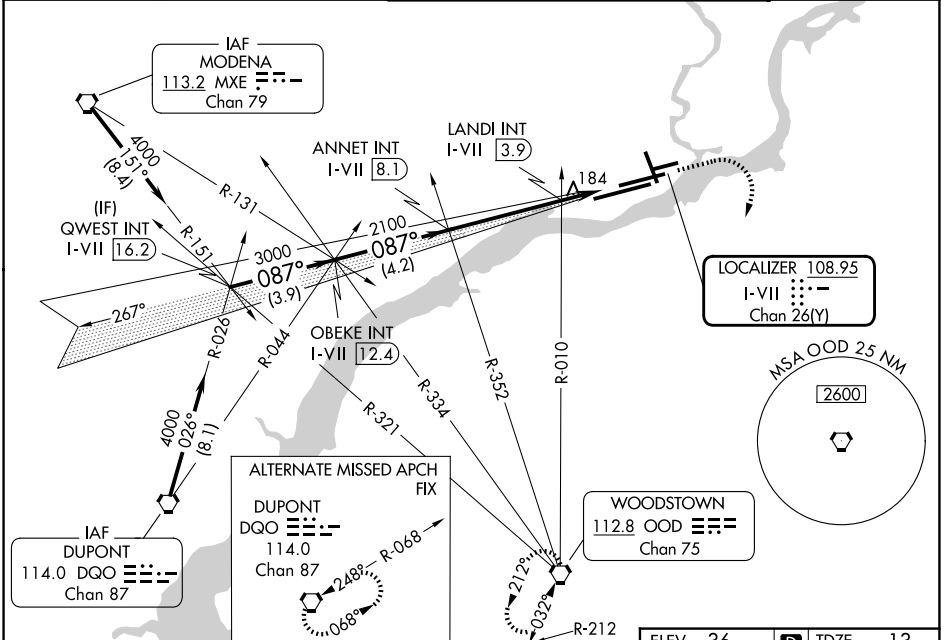 IAF
MODENA
113.2 MXE
Chan 79
4000
151°
(8.4)
R-131
R-151
(IF)
QWEST INT
I-VII 16.2
ANNET INT
I-VII 8.1
LANDI INT
I-VII 3.9
184
3000
087°
(3.9)
2100
087°
(4.2)
267°
OBEKE INT
I-VII 12.4
R-026
R-044
R-321
R-334
R-352
R-010
LOCALIZER 108.95
I-VII
Chan 26(Y)
MSA OOD 25 NM
2600
4000
026°
(8.1)
IAF
DUPONT
114.0 DQO
Chan 87
ALTERNATE MISSED APCH
FIX
DUPONT
DQO
114.0
Chan 87
R-068
248°
068°
WOODSTOWN
112.8 OOD
Chan 75
212°
032°
R-212
ELEV 36
D
TDZE 12